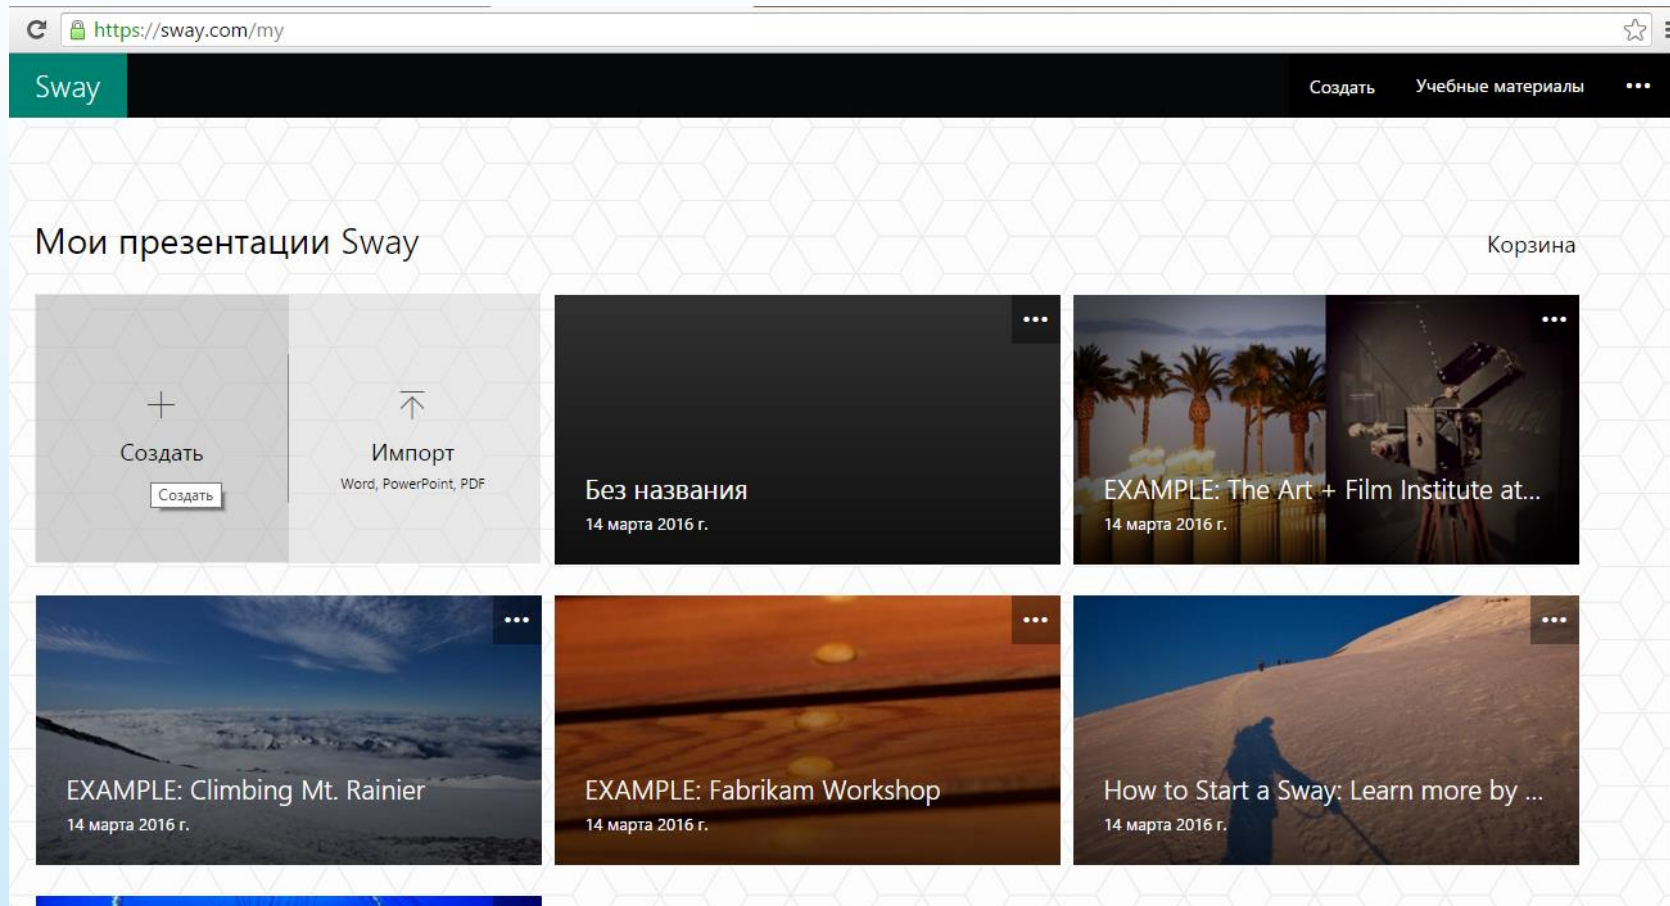 https://sway.com/my
Sway
Создать
Учебные материалы
Мои презентации Sway
Корзина
Создать
Создать
Импорт
Word, PowerPoint, PDF
Без названия
14 марта 2016 г.
EXAMPLE: The Art + Film Institute at...
14 марта 2016 г.
EXAMPLE: Climbing Mt. Rainier
14 марта 2016 г.
EXAMPLE: Fabrikam Workshop
14 марта 2016 г.
How to Start a Sway: Learn more by ...
14 марта 2016 г.